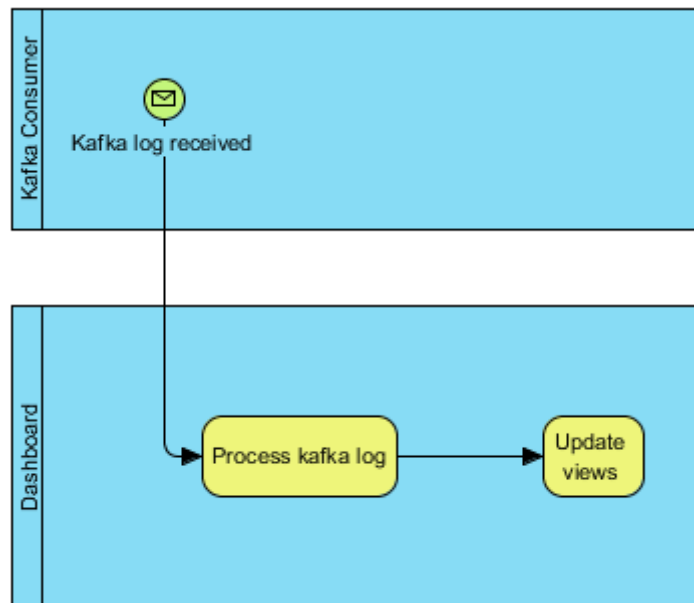 Kafka Consumer
Kafka log received
Dashboard
Process kafka log
Update
views